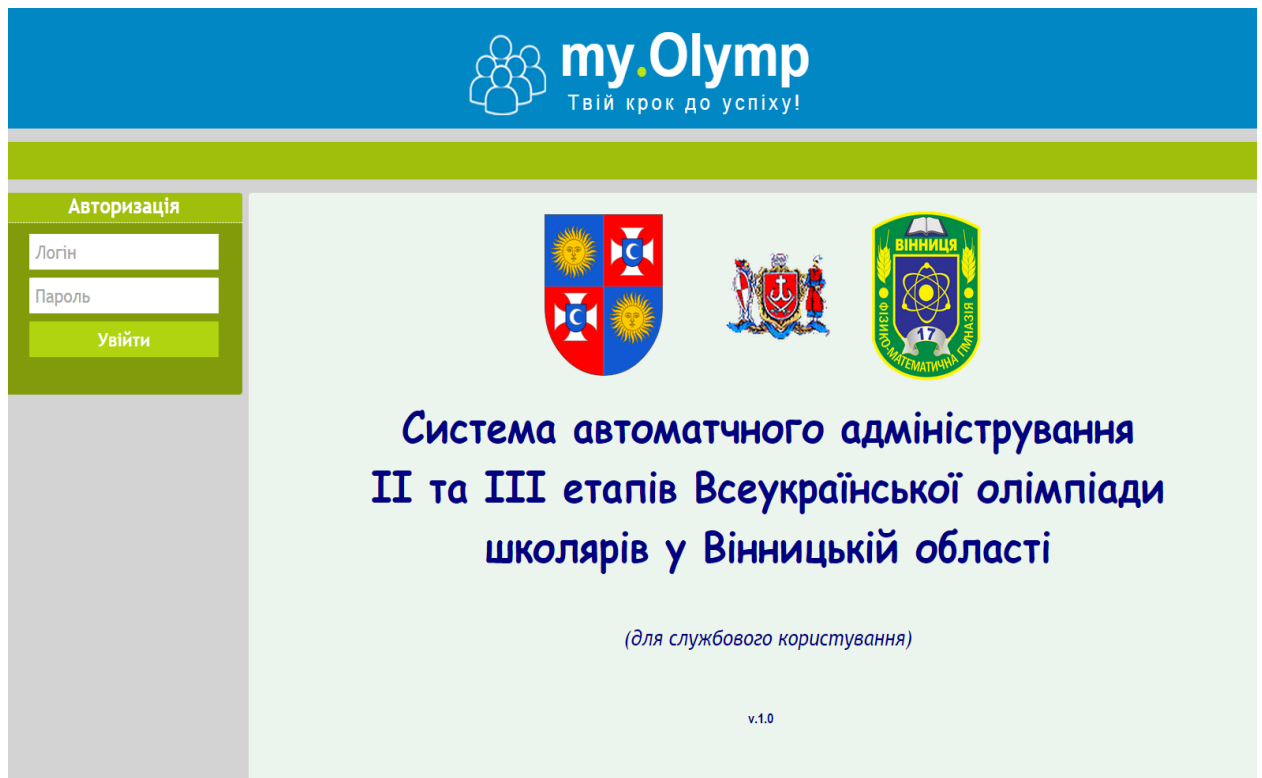 my.Olymp
Твій крок до успіху!
Авторизація
Логін
Пароль
Увійти
ВІННИЦЯ
17
ФІЗИКО-МАТЕМАТИЧНА ГІМНАЗІЯ
Система автоматчного адміністрування
II та III етапів Всеукраїнської олімпіади
школярів у Вінницькій області
(для службового користування)
v.1.0